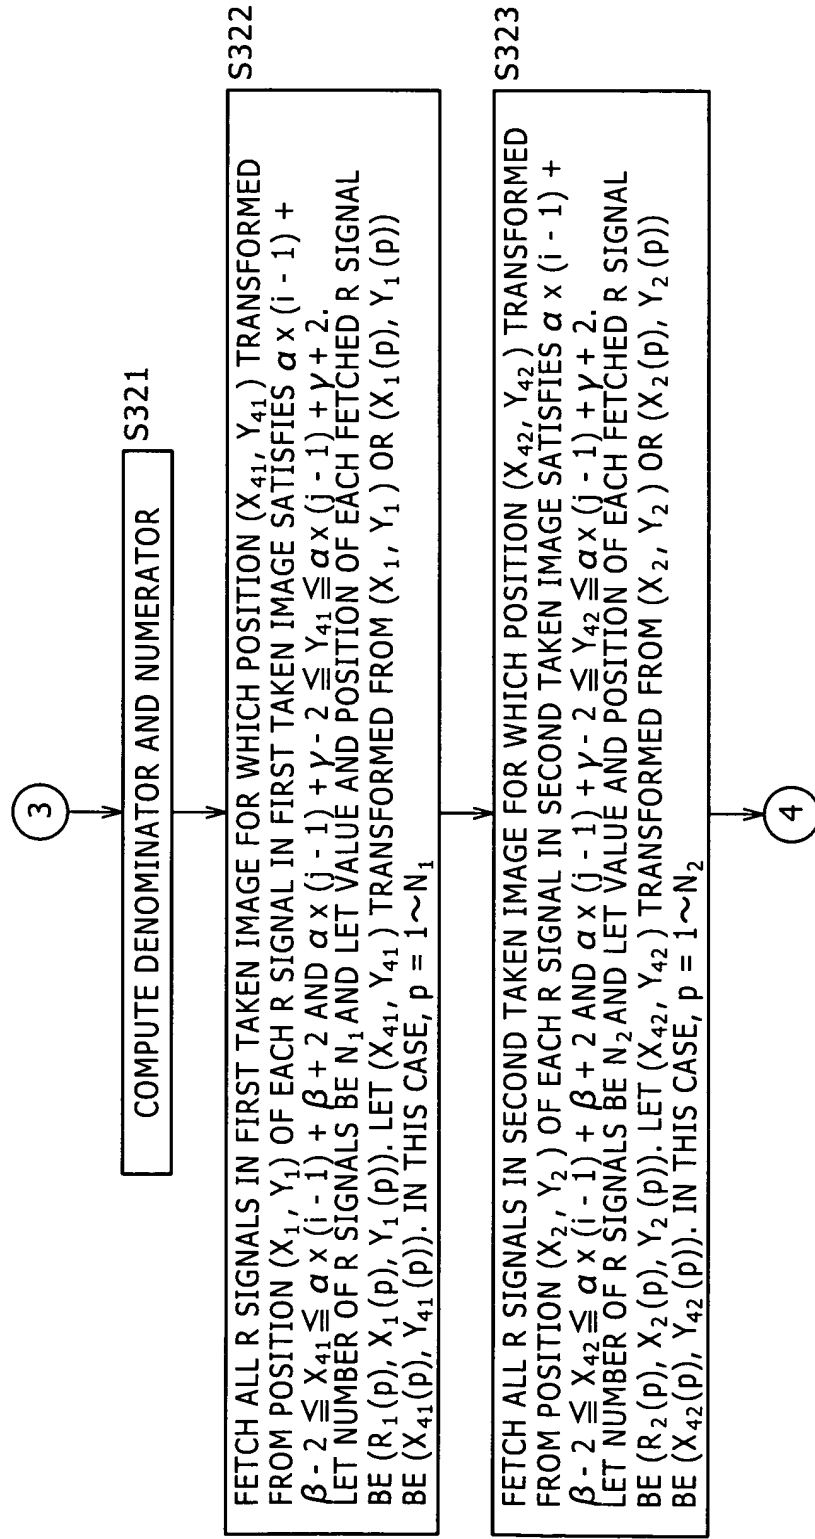 3
COMPUTE DENOMINATOR AND NUMERATOR
S321
FETCH ALL R SIGNALS IN FIRST TAKEN IMAGE FOR WHICH POSITION (X₄₁, Y₄₁) TRANSFORMED
FROM POSITION (X₁, Y₁) OF EACH R SIGNAL IN FIRST TAKEN IMAGE SATISFIES α x (i - 1) +
β - 2 ≦ X₄₁ ≦ α x (i - 1) + β + 2 AND α x (j - 1) + γ - 2 ≦ Y₄₁ ≦ α x (j - 1) + γ + 2.
LET NUMBER OF R SIGNALS BE N₁ AND LET VALUE AND POSITION OF EACH FETCHED R SIGNAL
BE (R₁(p), X₁(p), Y₁(p)). LET (X₄₁, Y₄₁) TRANSFORMED FROM (X₁, Y₁) OR (X₁(p), Y₁(p))
BE (X₄₁(p), Y₄₁(p)). IN THIS CASE, p = 1~N₁
S322
FETCH ALL R SIGNALS IN SECOND TAKEN IMAGE FOR WHICH POSITION (X₄₂, Y₄₂) TRANSFORMED
FROM POSITION (X₂, Y₂) OF EACH R SIGNAL IN SECOND TAKEN IMAGE SATISFIES α x (i - 1) +
β - 2 ≦ X₄₂ ≦ α x (i - 1) + β + 2 AND α x (j - 1) + γ - 2 ≦ Y₄₂ ≦ α x (j - 1) + γ + 2.
LET NUMBER OF R SIGNALS BE N₂ AND LET VALUE AND POSITION OF EACH FETCHED R SIGNAL
BE (R₂(p), X₂(p), Y₂(p)). LET (X₄₂, Y₄₂) TRANSFORMED FROM (X₂, Y₂) OR (X₂(p), Y₂(p))
BE (X₄₂(p), Y₄₂(p)). IN THIS CASE, p = 1~N₂
S323
4